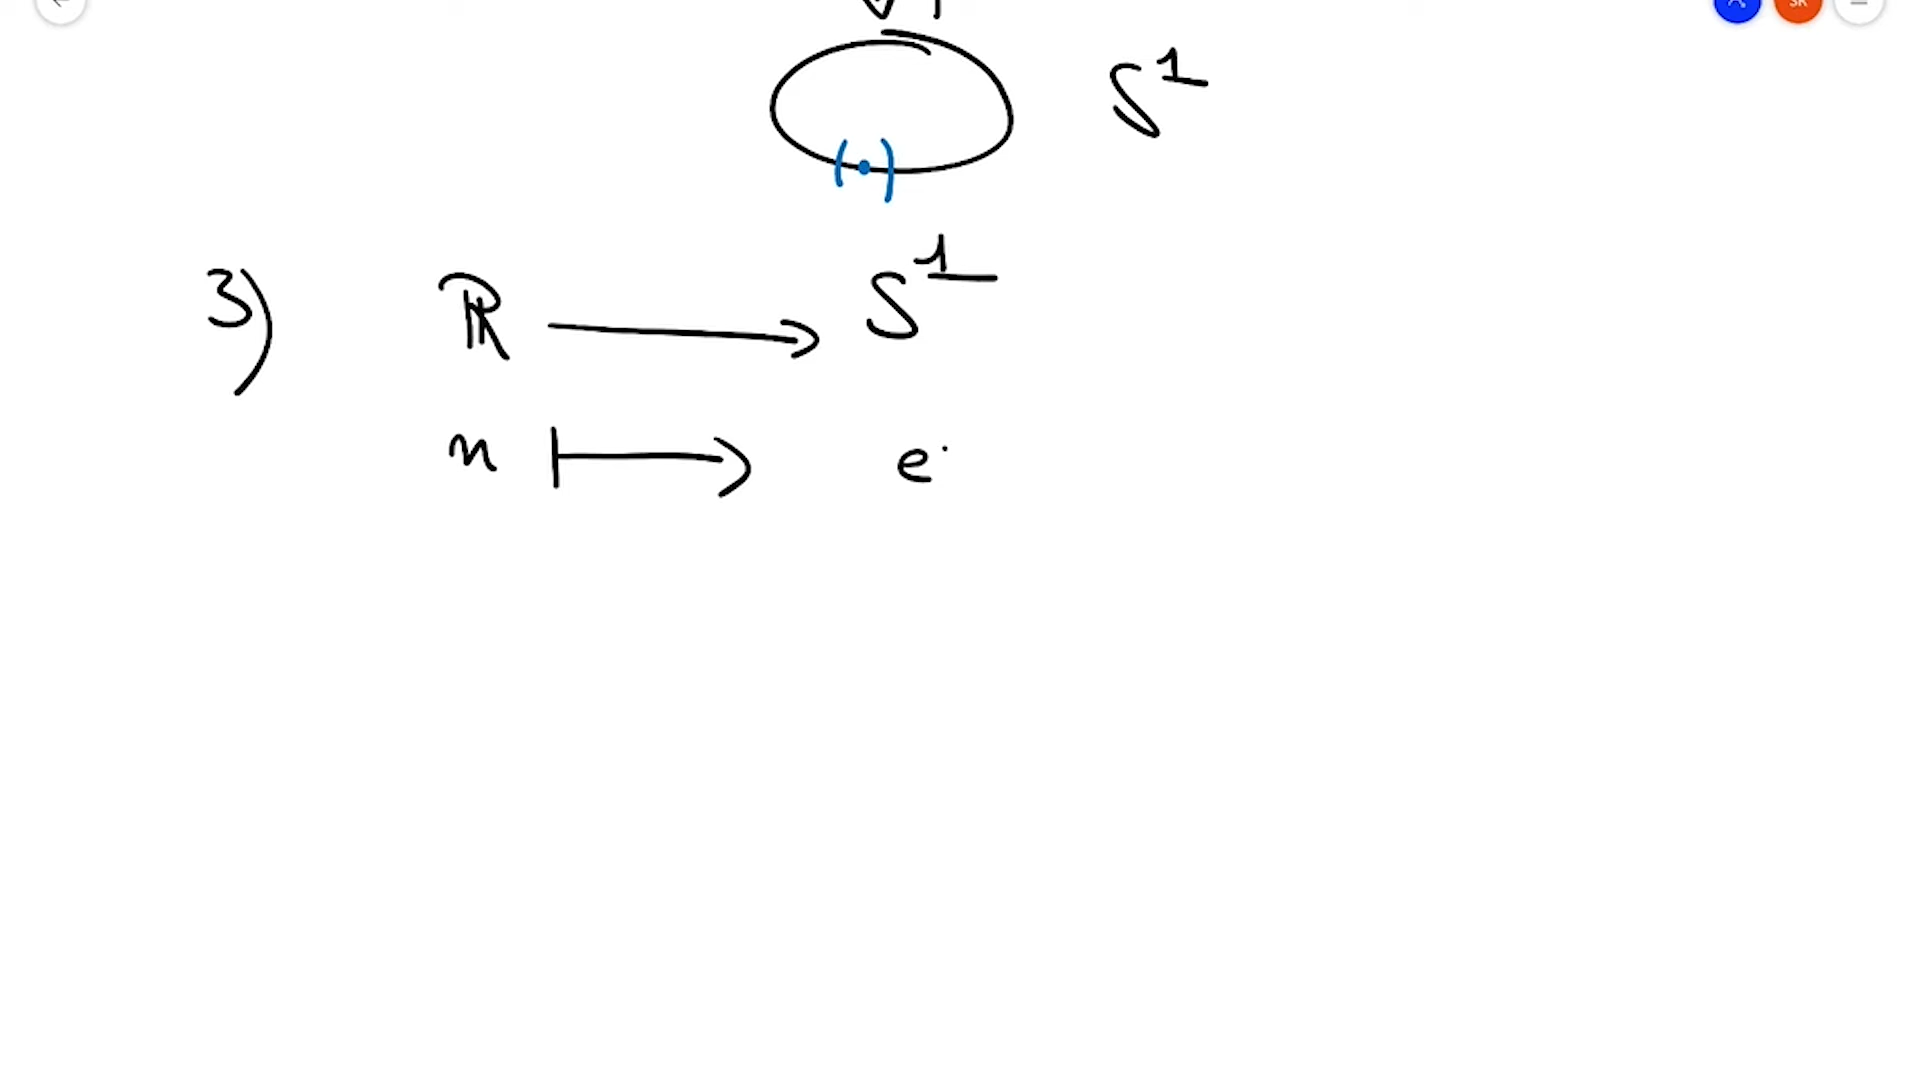 S¹
3) ℝ ⟶ S¹
n ⟼ e